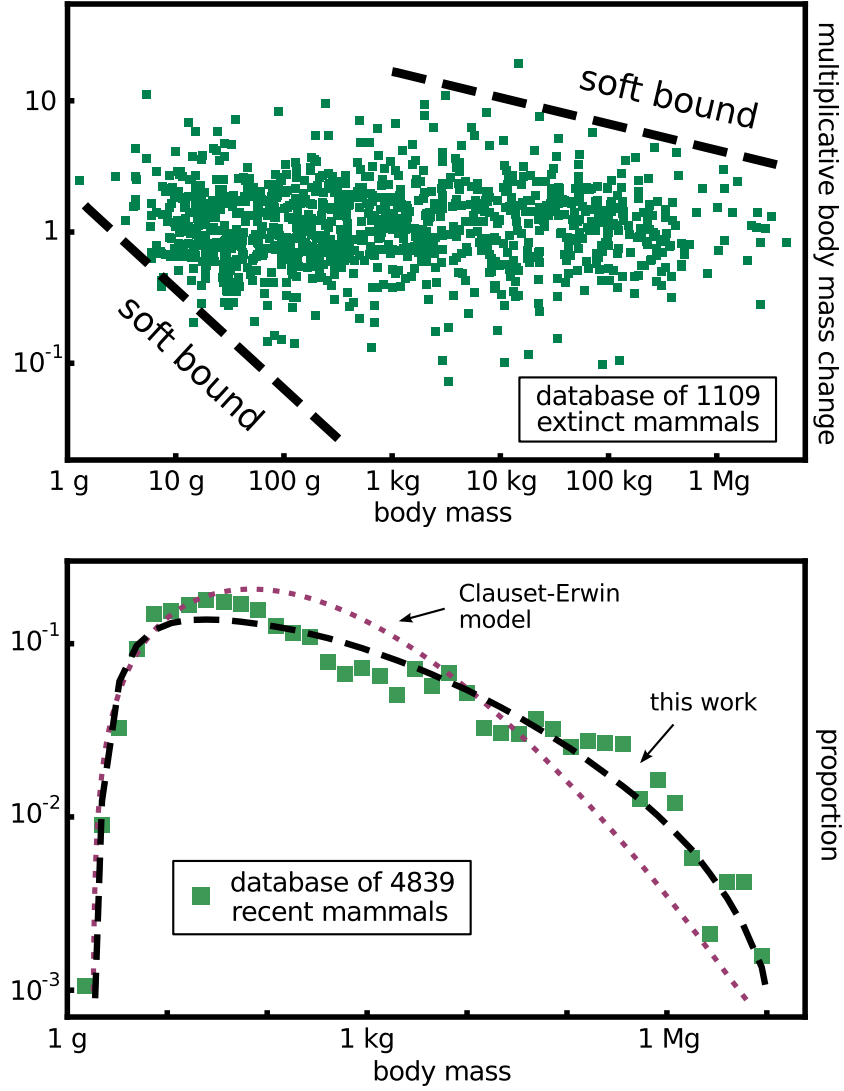 10
1
10-1
multiplicative body mass change
soft bound
soft bound
database of 1109
extinct mammals
1 g
10 g
100 g
1 kg
10 kg
100 kg
1 Mg
body mass
10-1
10-2
10-3
proportion
Clauset-Erwin
model
this work
database of 4839
recent mammals
1 g
1 kg
1 Mg
body mass